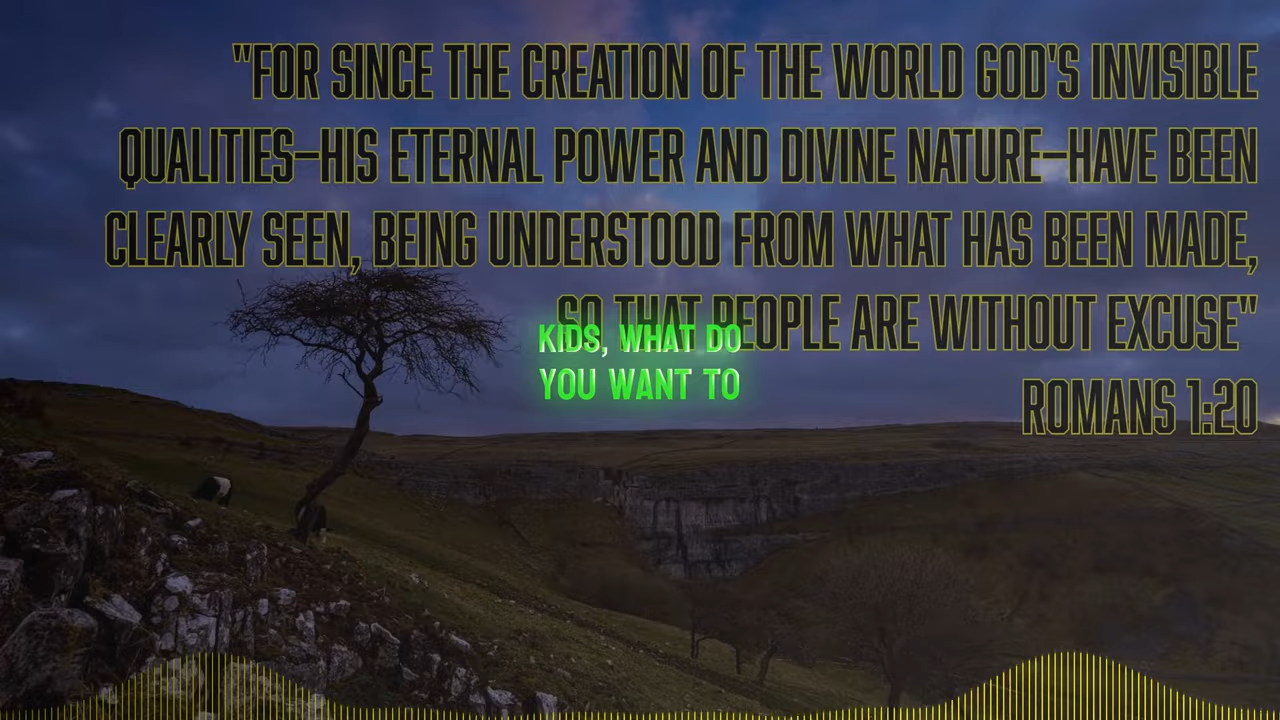 "FOR SINCE THE CREATION OF THE WORLD GOD'S INVISIBLE
QUALITIES—HIS ETERNAL POWER AND DIVINE NATURE—HAVE BEEN
CLEARLY SEEN, BEING UNDERSTOOD FROM WHAT HAS BEEN MADE,
SO THAT PEOPLE ARE WITHOUT EXCUSE"
ROMANS 1:20
KIDS, WHAT DO
YOU WANT TO